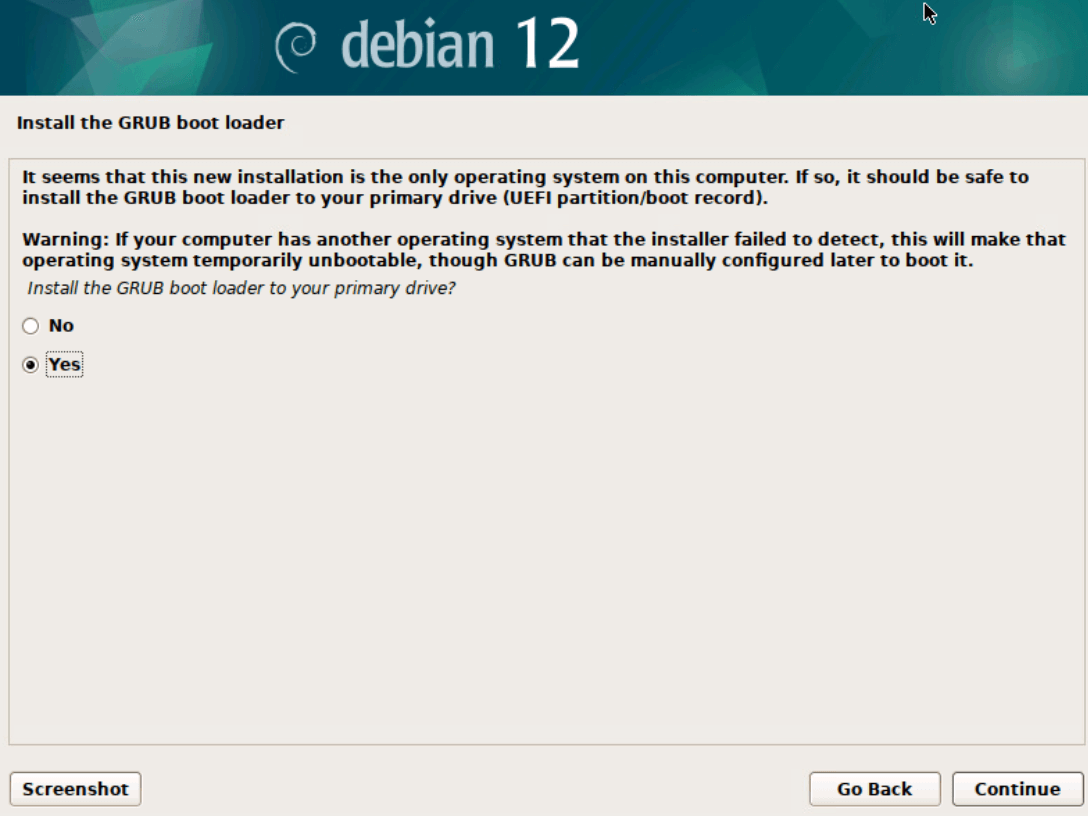 debian 12
Install the GRUB boot loader
It seems that this new installation is the only operating system on this computer. If so, it should be safe to
install the GRUB boot loader to your primary drive (UEFI partition/boot record).
Warning: If your computer has another operating system that the installer failed to detect, this will make that
operating system temporarily unbootable, though GRUB can be manually configured later to boot it.
Install the GRUB boot loader to your primary drive?
No
Yes
Screenshot
Go Back
Continue